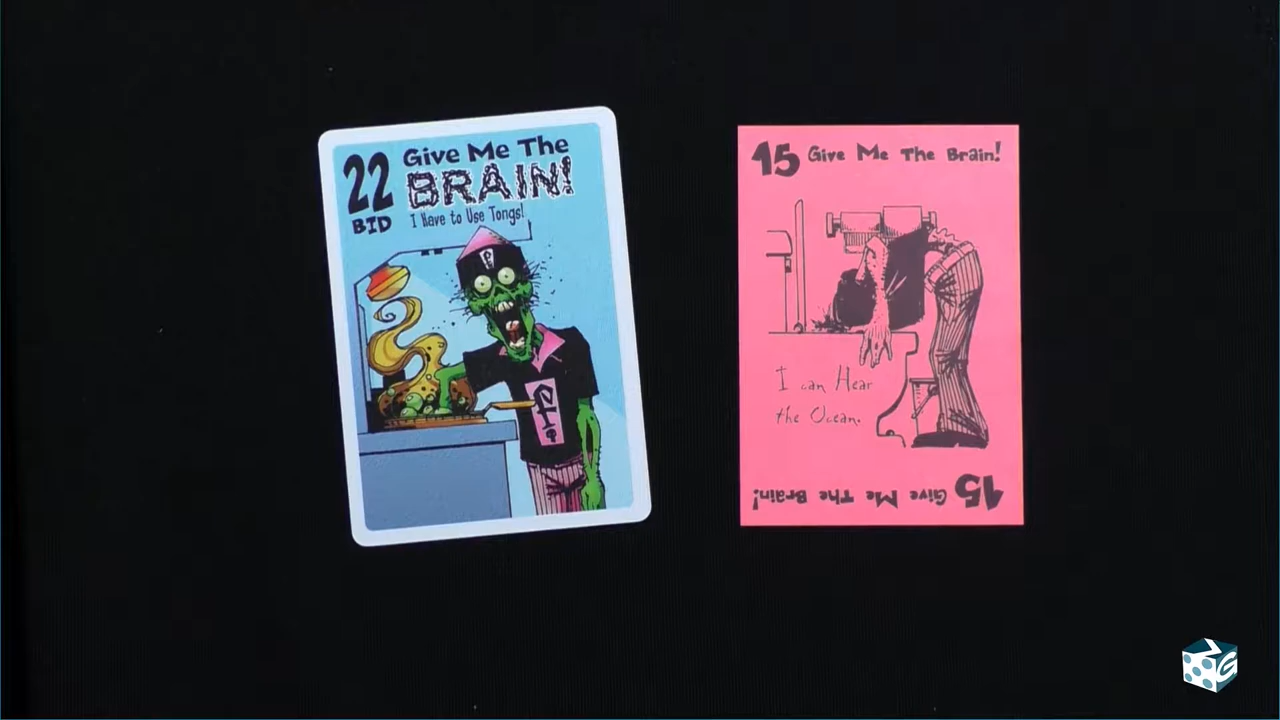 22
BID
Give Me The
BRAIN!
I Have to Use Tongs!
15 Give Me The Brain!
I can Hear
the Ocean.
15 Give Me The Brain!